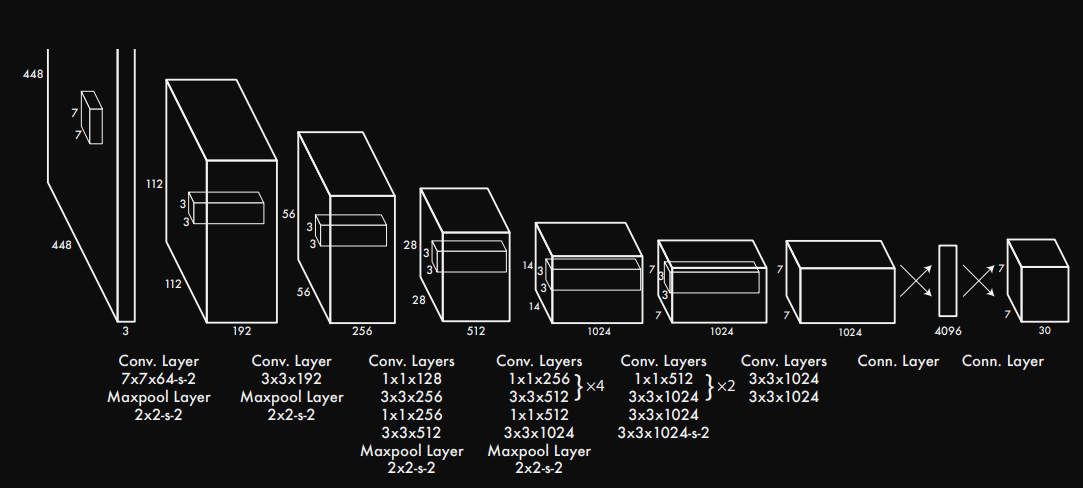 448
7
7
448
3
112
3
3
112
192
56
3
3
56
256
28
3
3
28
512
14
3
3
14
1024
7
3
3
7
1024
7
7
1024
4096
7
7
30
Conv. Layer
7x7x64-s-2
Maxpool Layer
2x2-s-2
Conv. Layer
3x3x192
Maxpool Layer
2x2-s-2
Conv. Layers
1x1x128
3x3x256
1x1x256
3x3x512
Maxpool Layer
2x2-s-2
Conv. Layers
1x1x256
3x3x512
}×4
1x1x512
3x3x1024
Maxpool Layer
2x2-s-2
Conv. Layers
1x1x512
3x3x1024
}×2
3x3x1024
3x3x1024-s-2
Conv. Layers
3x3x1024
3x3x1024
Conn. Layer
Conn. Layer